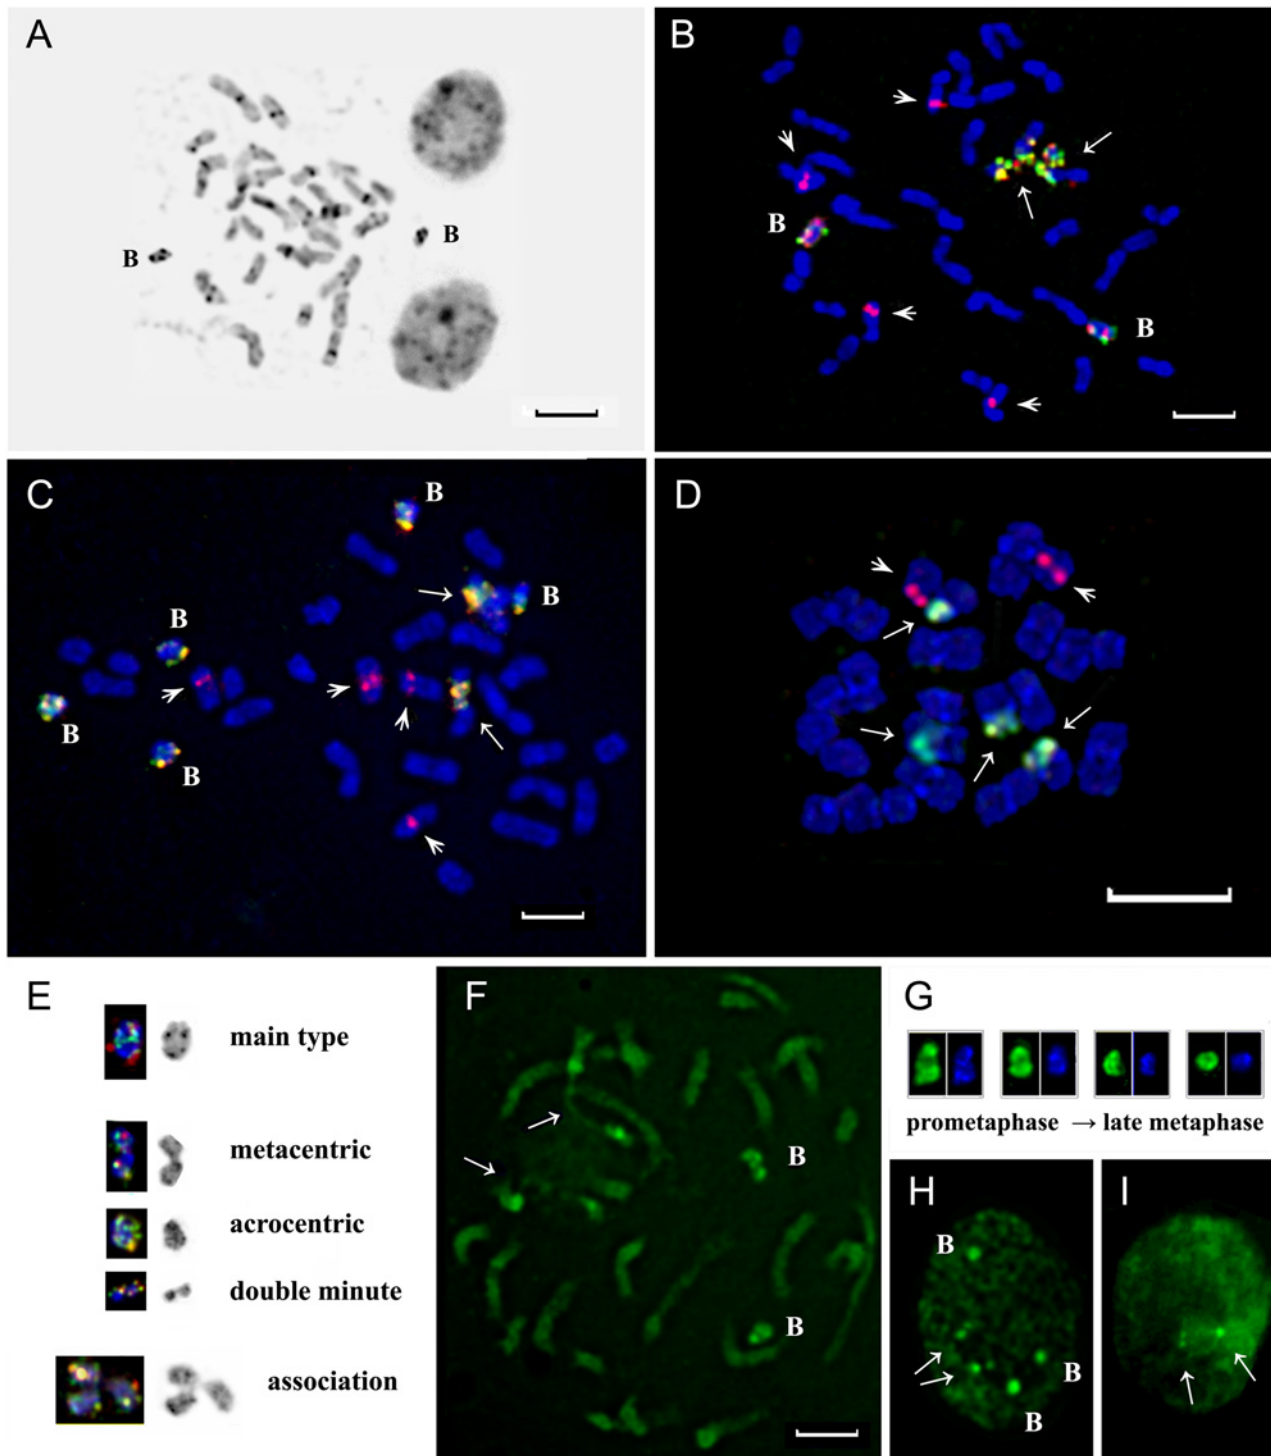 A
B
B
B
B
B
C
B
B
B
B
B
D
E
main type
metacentric
acrocentric
double minute
association
F
B
B
G
prometaphase → late metaphase
H
I
B
B
B